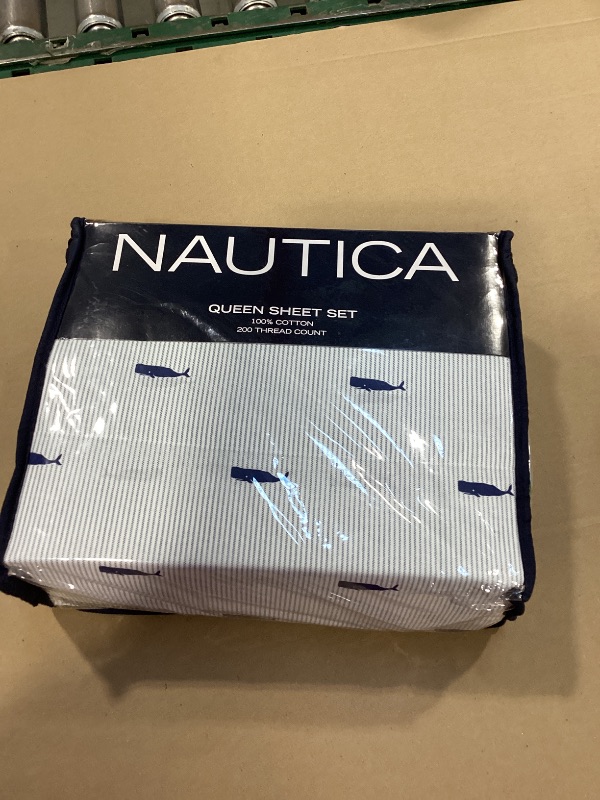 NAUTICA
QUEEN SHEET SET
100% COTTON
200 THREAD COUNT